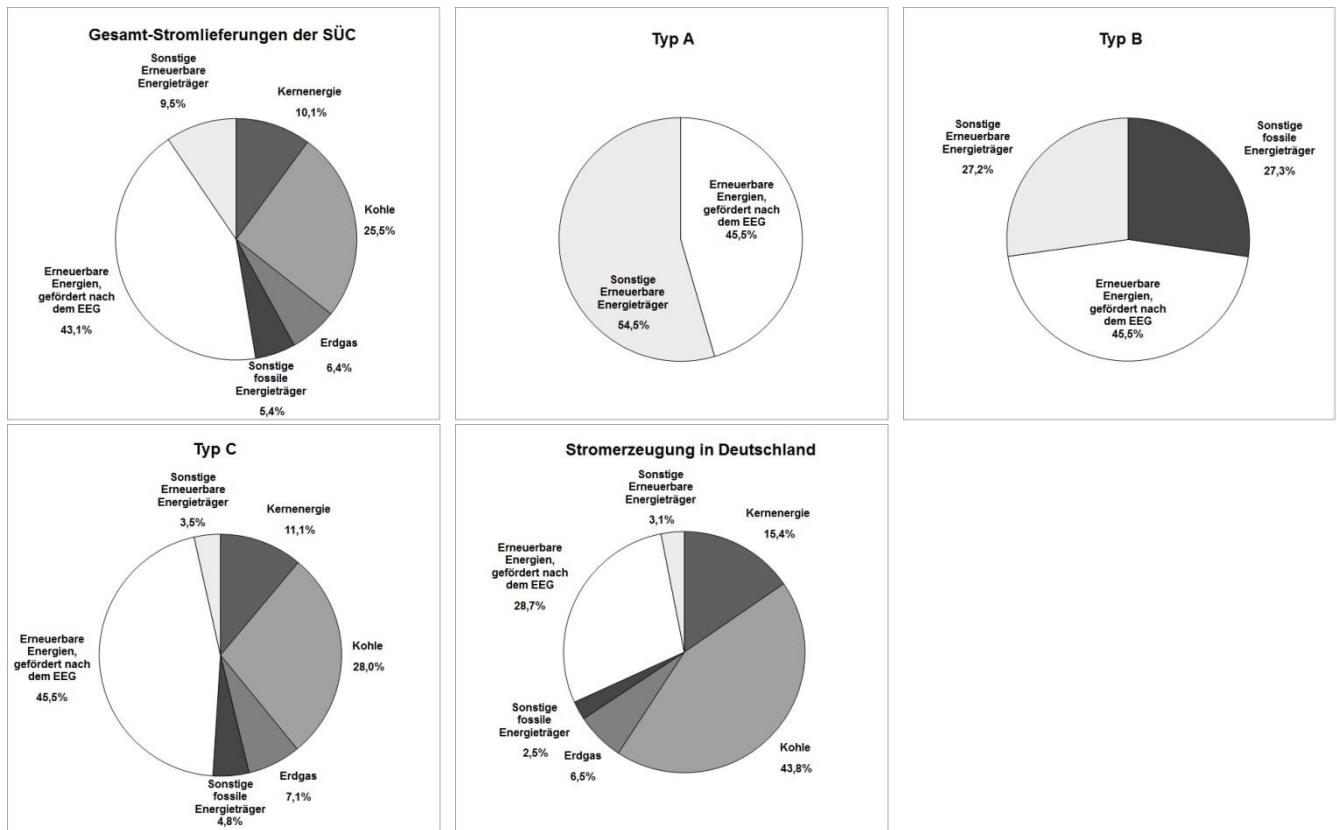 Gesamt-Stromlieferungen der SÜC
Sonstige
Erneuerbare
Energieträger
9,5%
Kernenergie
10,1%
Kohle
25,5%
Erdgas
6,4%
Sonstige
fossile
Energieträger
5,4%
Erneuerbare
Energien,
gefördert nach
dem EEG
43,1%
Typ A
Erneuerbare
Energien,
gefördert nach
dem EEG
45,5%
Sonstige
Erneuerbare
Energieträger
54,5%
Typ B
Sonstige
Erneuerbare
Energieträger
27,2%
Sonstige
fossile
Energieträger
27,3%
Erneuerbare
Energien,
gefördert nach
dem EEG
45,5%
Typ C
Sonstige
Erneuerbare
Energieträger
3,5%
Kernenergie
11,1%
Kohle
28,0%
Erdgas
7,1%
Sonstige
fossile
Energieträger
4,8%
Erneuerbare
Energien,
gefördert nach
dem EEG
45,5%
Stromerzeugung in Deutschland
Sonstige
Erneuerbare
Energieträger
3,1%
Kernenergie
15,4%
Kohle
43,8%
Erdgas
6,5%
Sonstige
fossile
Energieträger
2,5%
Erneuerbare
Energien,
gefördert nach
dem EEG
28,7%